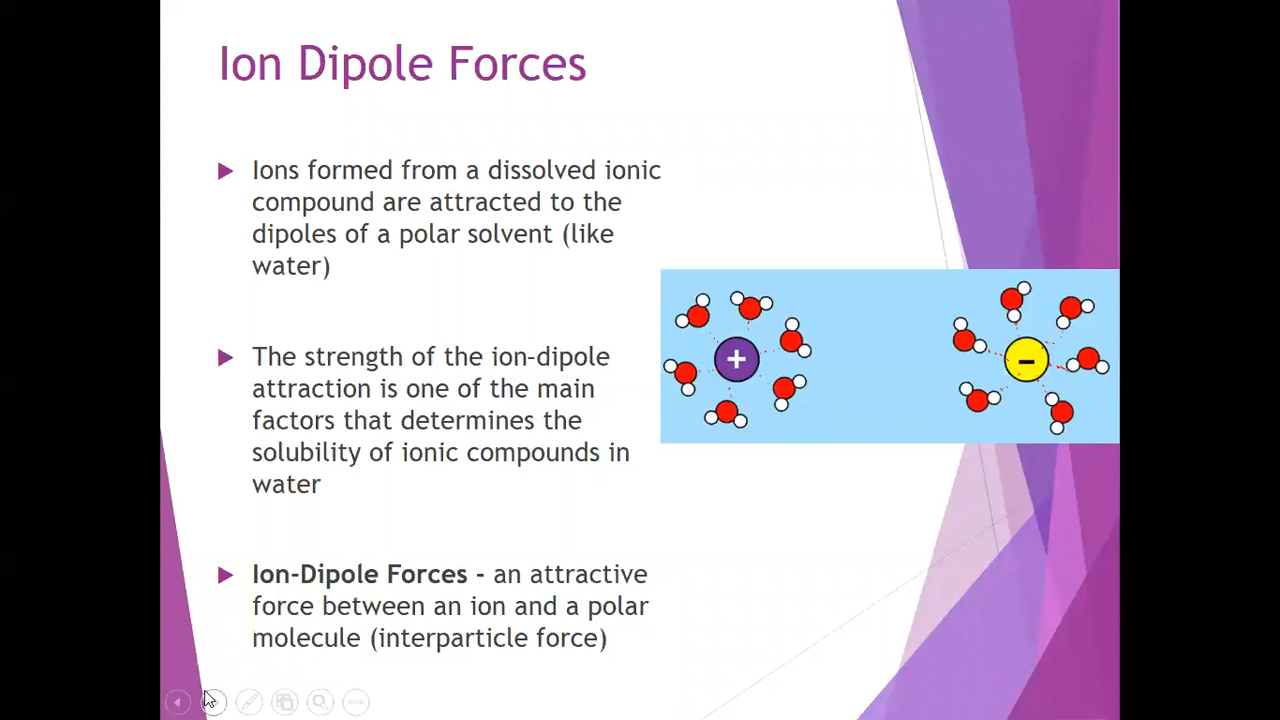 Ion Dipole Forces
Ions formed from a dissolved ionic
compound are attracted to the
dipoles of a polar solvent (like
water)
The strength of the ion-dipole
attraction is one of the main
factors that determines the
solubility of ionic compounds in
water
Ion-Dipole Forces - an attractive
force between an ion and a polar
molecule (interparticle force)
+
-